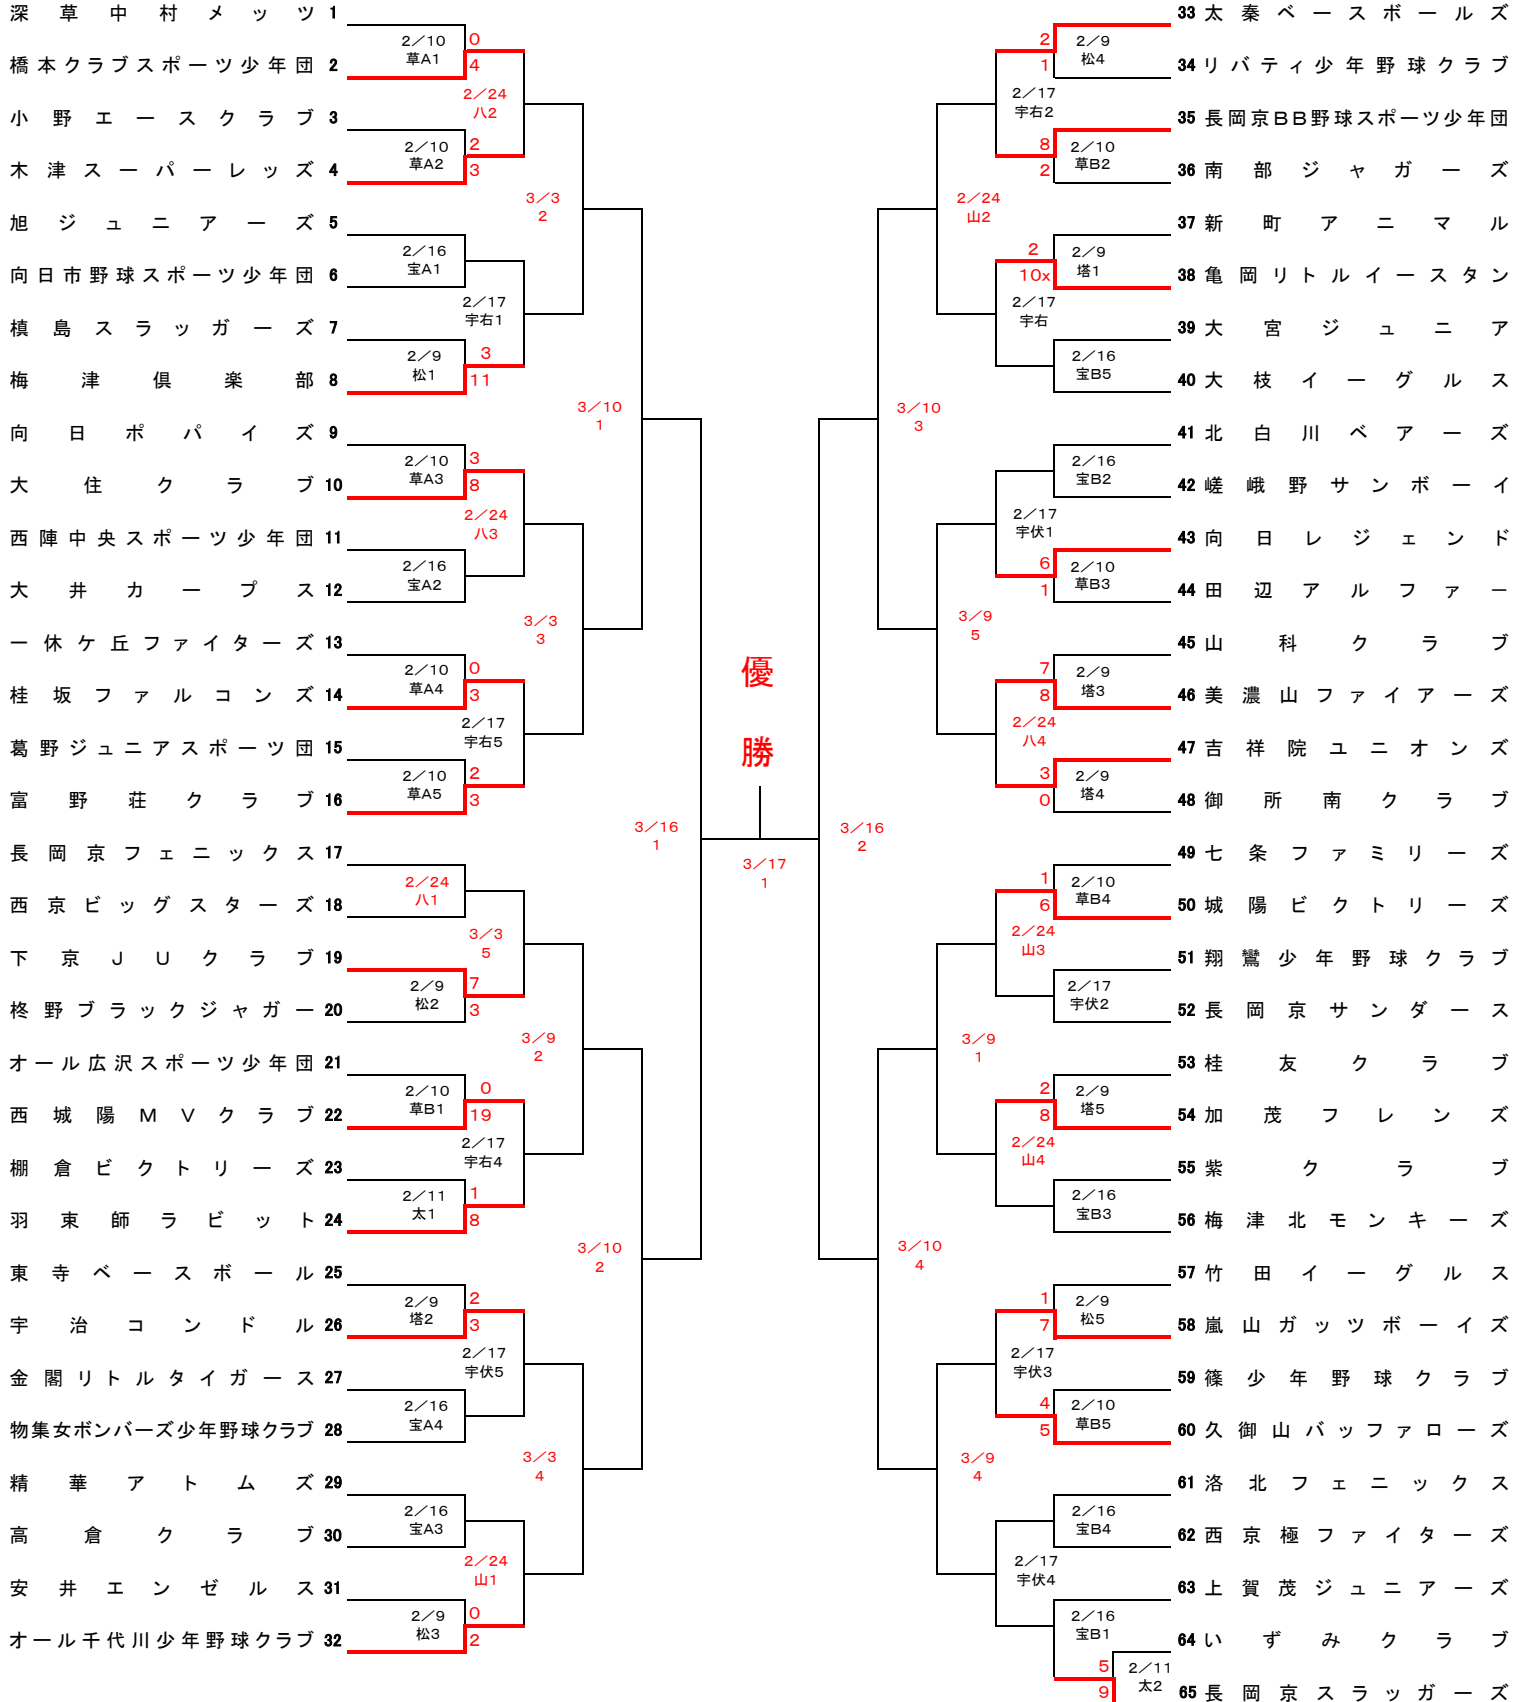 深草中村メッツ 1
2／10 0
草A1
橋本クラブスポーツ少年団 2 4
2／24
八2
小野エースクラブ 3
2／10 2
草A2
木津スーパーレッズ 4 3
3／3
2
旭ジュニアーズ 5
2／16
宝A1
向日市野球スポーツ少年団 6
2／17
宇右1
槙島スラッガーズ 7
2／9 3
松1
梅津倶楽部 8 11
3／10
1
向日ポパイズ 9
2／10 3
草A3
大住クラブ 10 8
2／24
八3
西陣中央スポーツ少年団 11
2／16
宝A2
大井カープス 12
3／3
3
一休ケ丘ファイターズ 13
2／10 0
草A4
桂坂ファルコンズ 14 3
2／17
宇右5
葛野ジュニアスポーツ団 15
2／10 2
草A5
富野荘クラブ 16 3
3／16
1
長岡京フェニックス 17
2／24
八1
西京ビッグスターズ 18
3／3
5
下京JUクラブ 19
2／9 7
松2
柊野ブラックジャガー 20 3
3／9
2
オール広沢スポーツ少年団 21
2／10 0
草B1
西城陽MVクラブ 22 19
2／17
宇右4
棚倉ビクトリーズ 23
2／11 1
太1
羽束師ラビット 24 8
3／10
2
東寺ベースボール 25
2／9 2
塔2
宇治コンドル 26 3
2／17
宇伏5
金閣リトルタイガース 27
2／16
宝A4
物集女ボンバーズ少年野球クラブ 28
3／3
4
精華アトムズ 29
2／16
宝A3
高倉クラブ 30
2／24
山1
安井エンゼルス 31
2／9 0
松3
オール千代川少年野球クラブ 32 2
優
勝
3／17
1
33 太秦ベースボールズ
2 2／9
松4
1 34 リバティ少年野球クラブ
2／17
宇右2
35 長岡京BB野球スポーツ少年団
8 2／10
草B2
2 36 南部ジャガーズ
2／24
山2
37 新町アニマル
2 2／9
塔1
10x 38 亀岡リトルイースタン
2／17
宇右
39 大宮ジュニア
2／16
宝B5
40 大枝イーグルス
3／10
3
41 北白川ベアーズ
2／16
宝B2
42 嵯峨野サンボーイ
2／17
宇伏1
43 向日レジェンド
6 2／10
草B3
1 44 田辺アルファー
3／9
5
45 山科クラブ
7 2／9
塔3
8 46 美濃山ファイアーズ
2／24
八4
47 吉祥院ユニオンズ
3 2／9
塔4
0 48 御所南クラブ
3／16
2
49 七条ファミリーズ
1 2／10
草B4
6 50 城陽ビクトリーズ
2／24
山3
51 翔鸞少年野球クラブ
2／17
宇伏2
52 長岡京サンダース
3／9
1
53 桂友クラブ
2 2／9
塔5
8 54 加茂フレンズ
2／24
山4
55 紫クラブ
2／16
宝B3
56 梅津北モンキーズ
3／10
4
57 竹田イーグルス
1 2／9
松5
7 58 嵐山ガッツボーイズ
2／17
宇伏3
59 篠少年野球クラブ
4 2／10
草B5
5 60 久御山バッファローズ
3／9
4
61 洛北フェニックス
2／16
宝B4
62 西京極ファイターズ
2／17
宇伏4
63 上賀茂ジュニアーズ
2／16
宝B1
64 いずみクラブ
5 2／11
太2
9 65 長岡京スラッガーズ